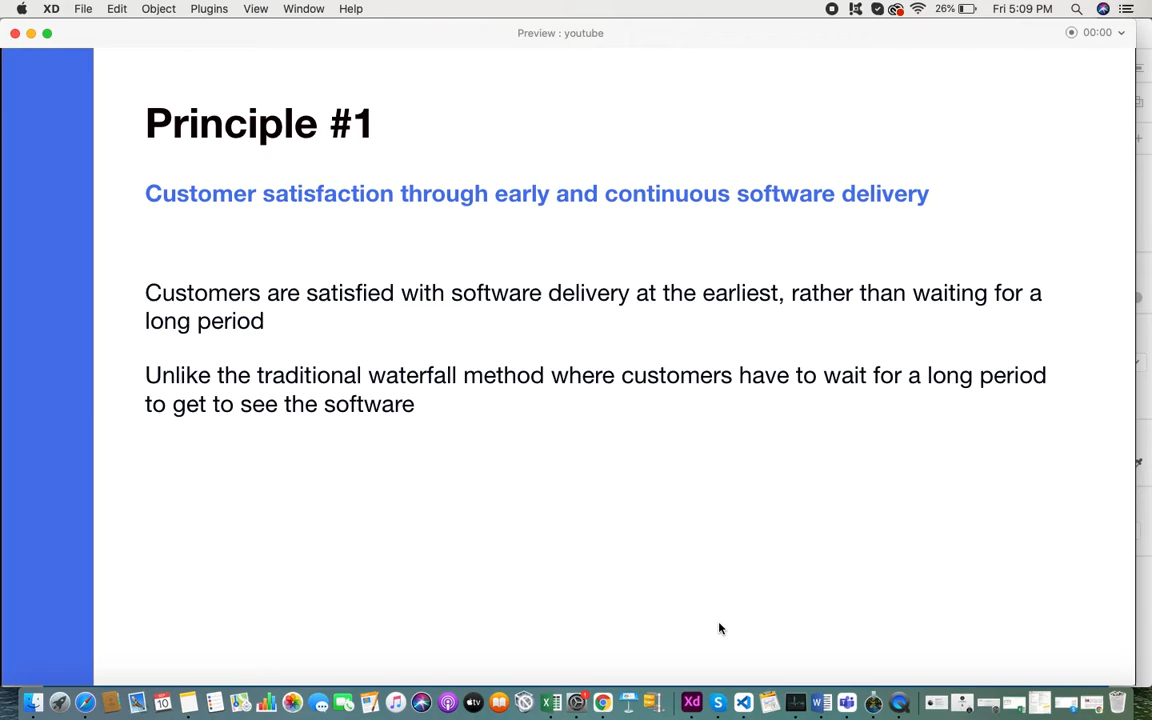 XD File Edit Object Plugins View Window Help 26% Fri 5:09 PM
Preview : youtube 00:00
Principle #1
Customer satisfaction through early and continuous software delivery
Customers are satisfied with software delivery at the earliest, rather than waiting for a
long period
Unlike the traditional waterfall method where customers have to wait for a long period
to get to see the software